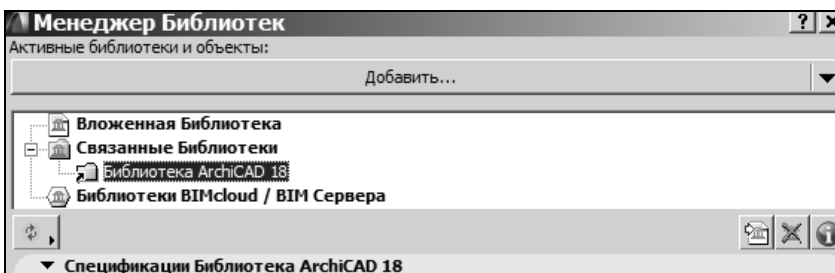 Менеджер Библиотек
Активные библиотеки и объекты:
Добавить...
Вложенная Библиотека
Связанные Библиотеки
Библиотека ArchiCAD 18
Библиотеки BIMcloud / BIM Сервера
Спецификации Библиотека ArchiCAD 18